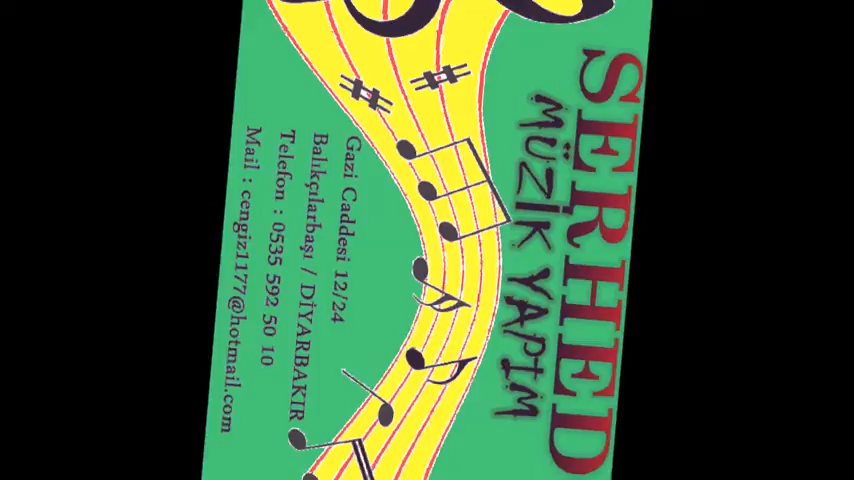 SERHED
MÜZİK YAPIM
Gazi Caddesi 12/24
Balıkçılarbaşı / DİYARBAKIR
Telefon : 0535 592 50 10
Mail : cengiz1177@hotmail.com